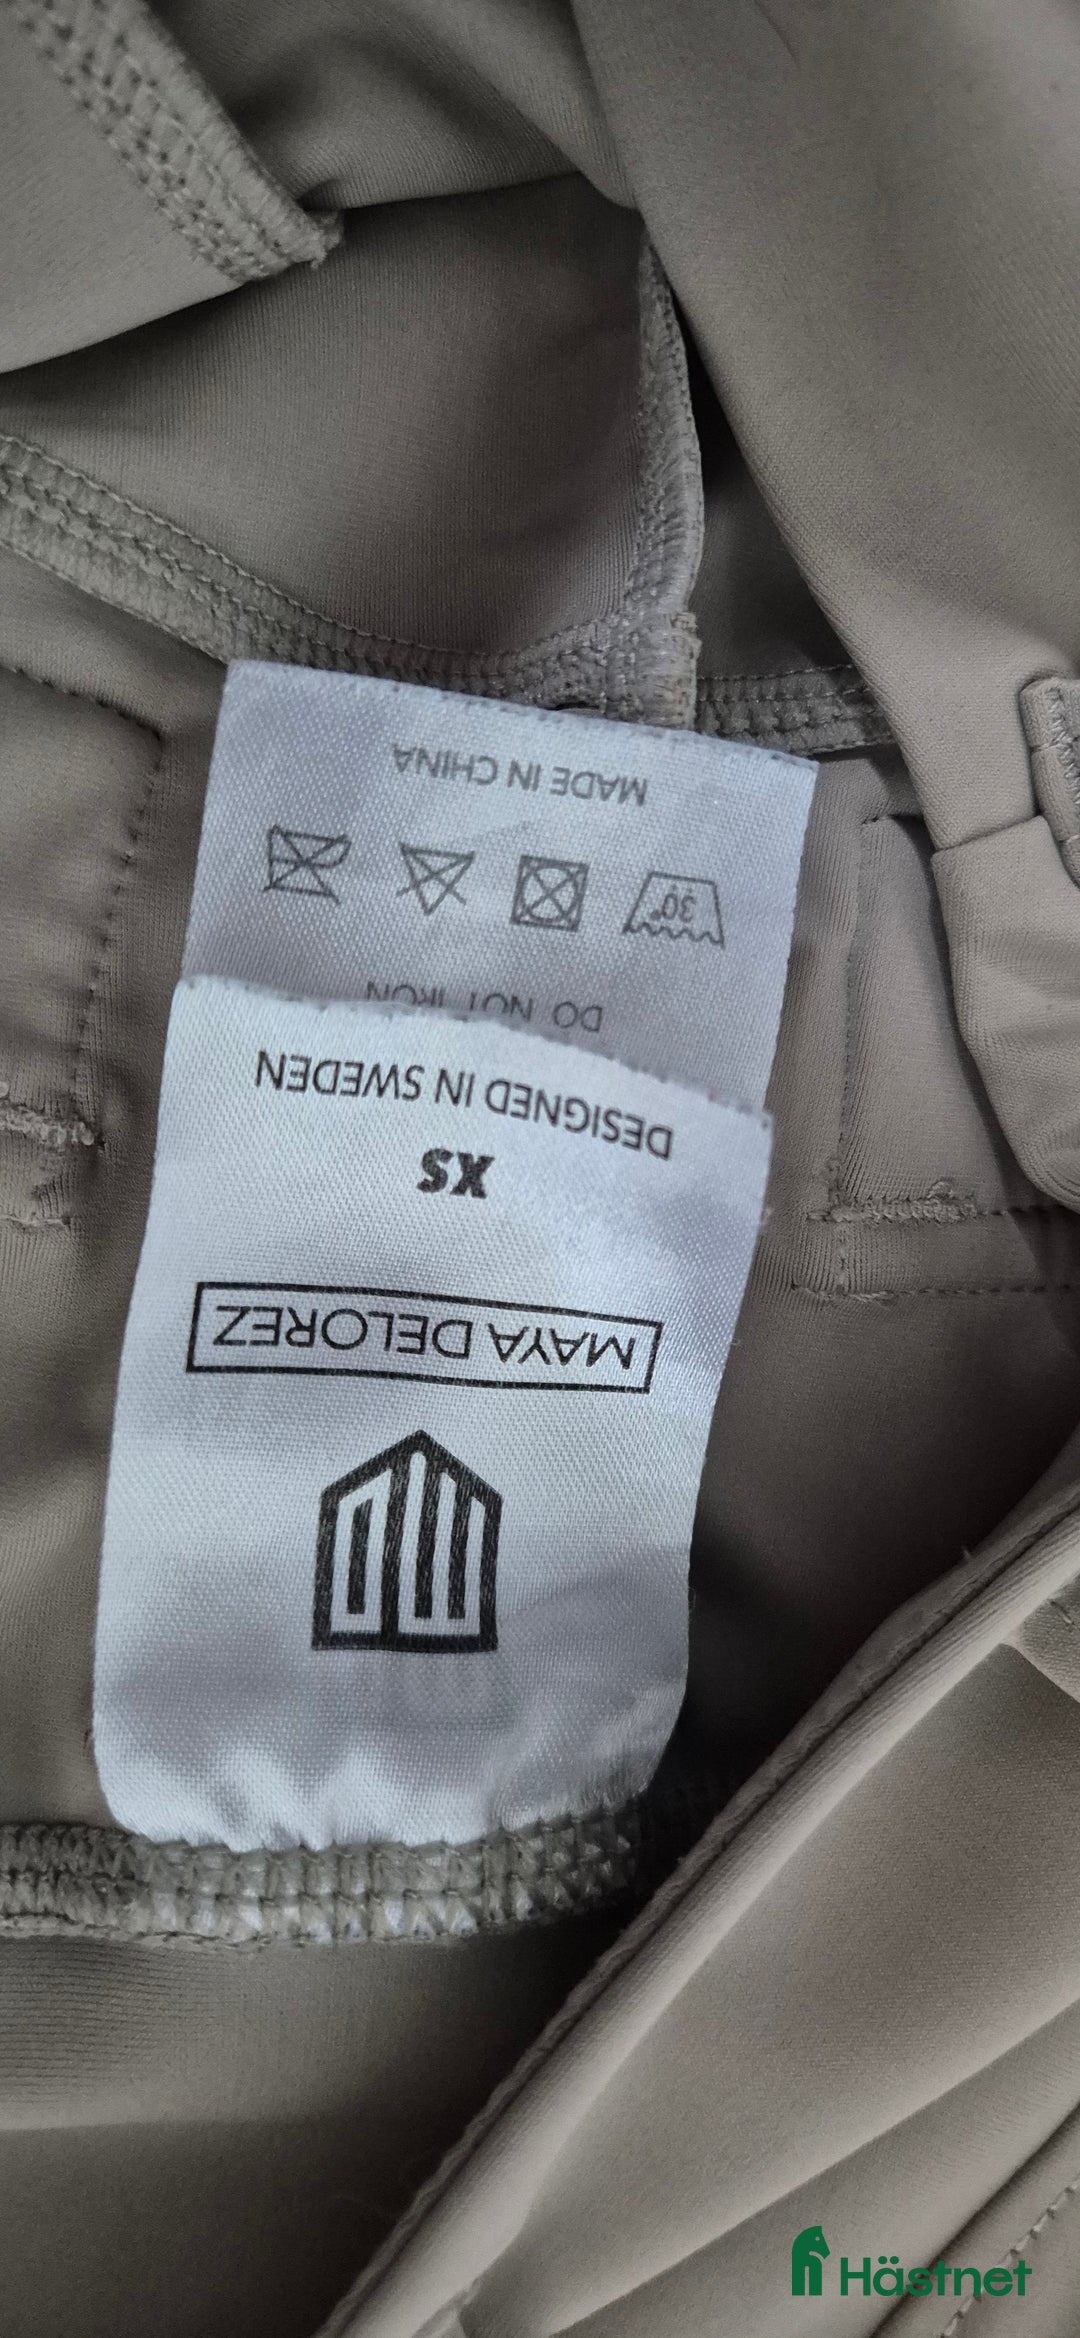 MAYA DELOREZ
XS
DESIGNED IN SWEDEN
DO NOT IRON
30°
MADE IN CHINA
Hästnet